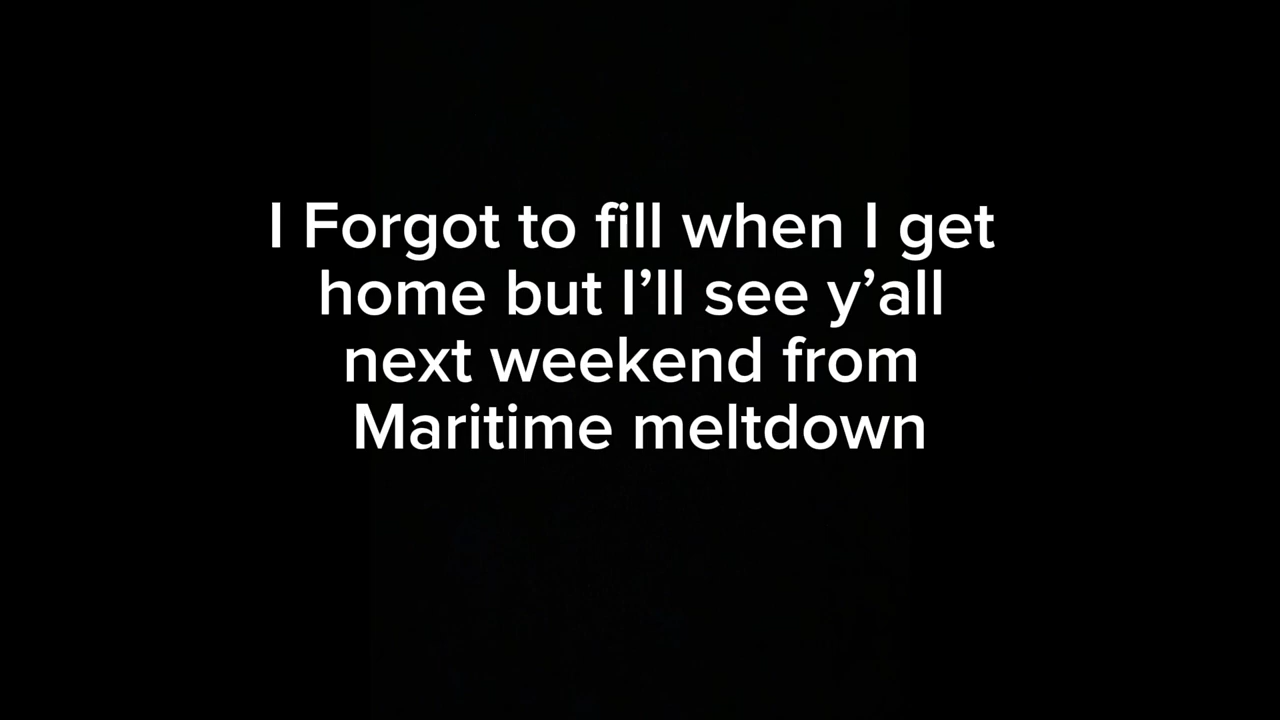 I Forgot to fill when I get
home but I’ll see y’all
next weekend from
Maritime meltdown